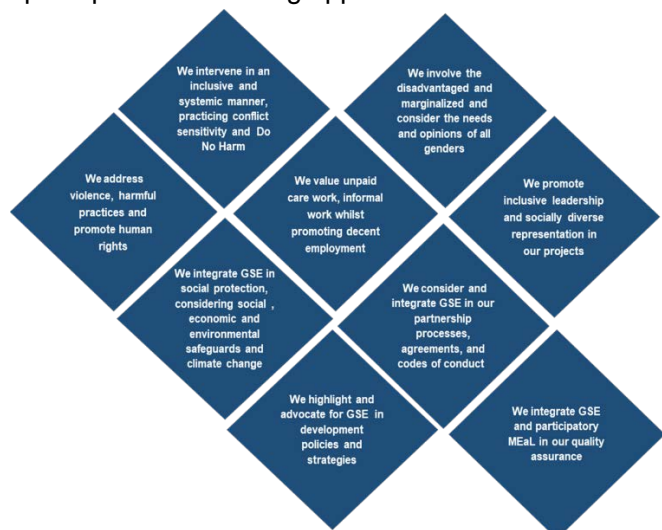 We intervene in an
inclusive and
systemic manner,
practicing conflict
sensitivity and Do
No Harm
We involve the
disadvantaged and
marginalized and
consider the needs
and opinions of all
genders
We address
violence, harmful
practices and
promote human
rights
We value unpaid
care work, informal
work whilst
promoting decent
employment
We promote
inclusive leadership
and socially diverse
representation in
our projects
We integrate GSE in
social protection,
considering social ,
economic and
environmental
safeguards and
climate change
We consider and
integrate GSE in our
partnership
processes,
agreements, and
codes of conduct
We highlight and
advocate for GSE in
development
policies and
strategies
We integrate GSE
and participatory
MEaL in our quality
assurance